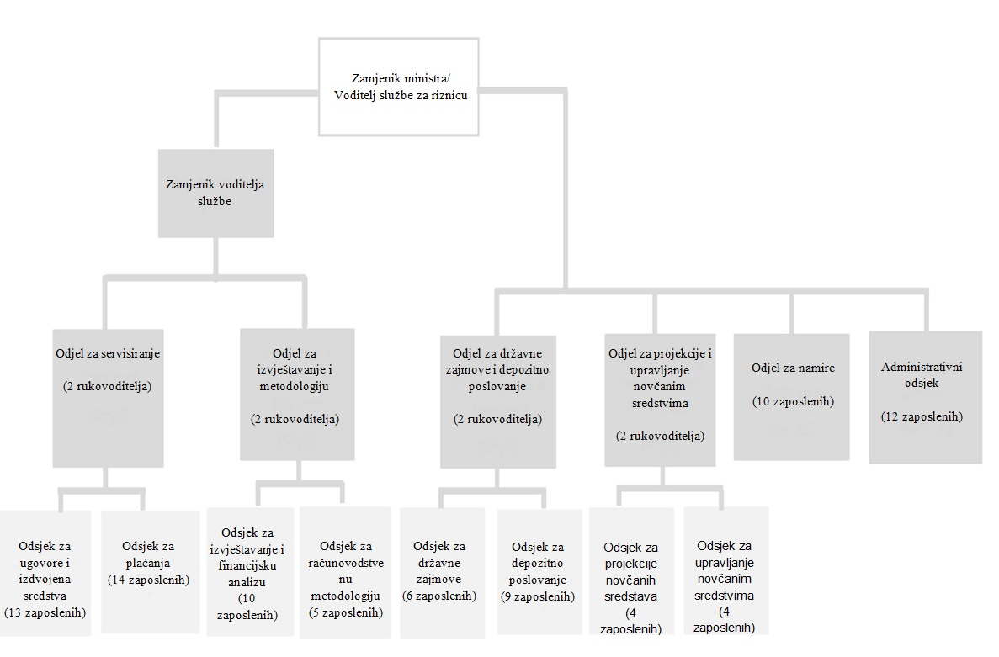 Zamjenik ministra/
Voditelj službe za riznicu
Zamjenik voditelja
službe
Odjel za servisiranje
(2 rukovoditelja)
Odjel za
izvještavanje i
metodologiju
(2 rukovoditelja)
Odjel za državne
zajmove i depozitno
poslovanje
(2 rukovoditelja)
Odjel za projekcije i
upravljanje
novčanim
sredstvima
(2 rukovoditelja)
Odjel za namire
(10 zaposlenih)
Administrativni
odsjek
(12 zaposlenih)
Odsjek za
ugovore i
izdvojena
sredstva
(13 zaposlenih)
Odsjek za
plaćanja
(14 zaposlenih)
Odsjek za
izvještavanje i
financijsku
analizu
(10
zaposlenih)
Odsjek za
računovodstve
nu
metodologiju
(5 zaposlenih)
Odsjek za
državne
zajmove
(6 zaposlenih)
Odsjek za
depozitno
poslovanje
(9 zaposlenih)
Odsjek za
projekcije
novčanih
sredstava
(4
zaposlenih)
Odsjek za
upravljanje
novčanim
sredstvima
(4
zaposlenih)